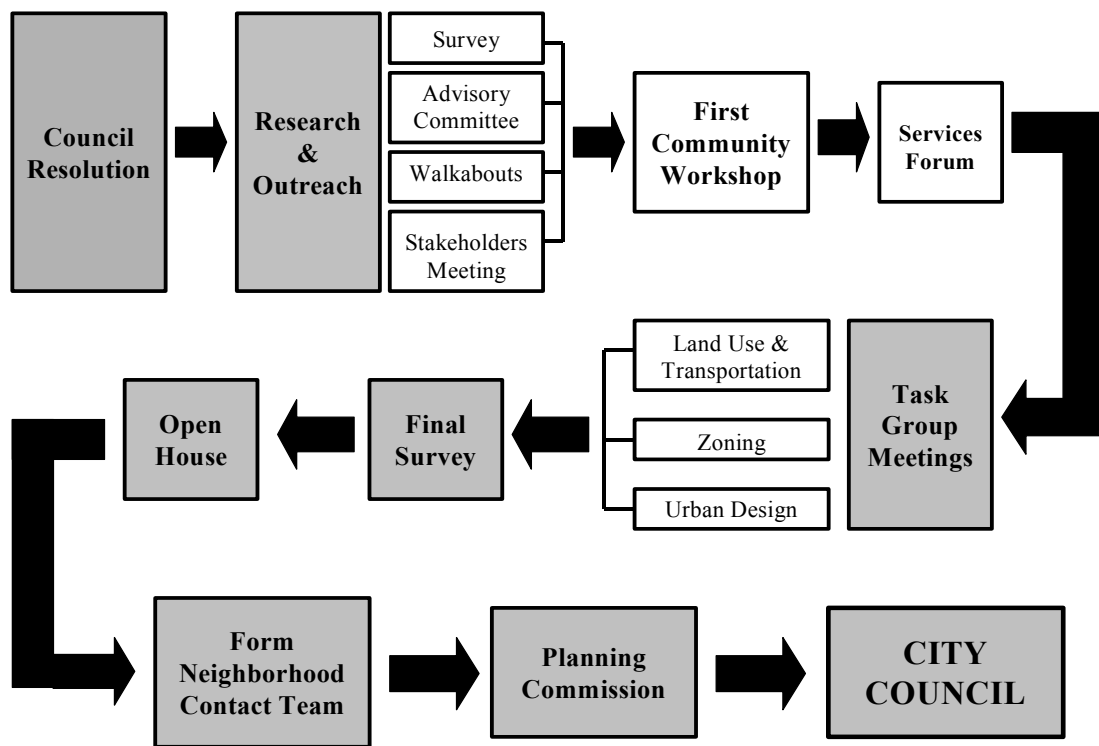 Council
Resolution
Research
&
Outreach
Survey
Advisory
Committee
Walkabouts
Stakeholders
Meeting
First
Community
Workshop
Services
Forum
Task
Group
Meetings
Land Use &
Transportation
Zoning
Urban Design
Final
Survey
Open
House
Form
Neighborhood
Contact Team
Planning
Commission
CITY
COUNCIL